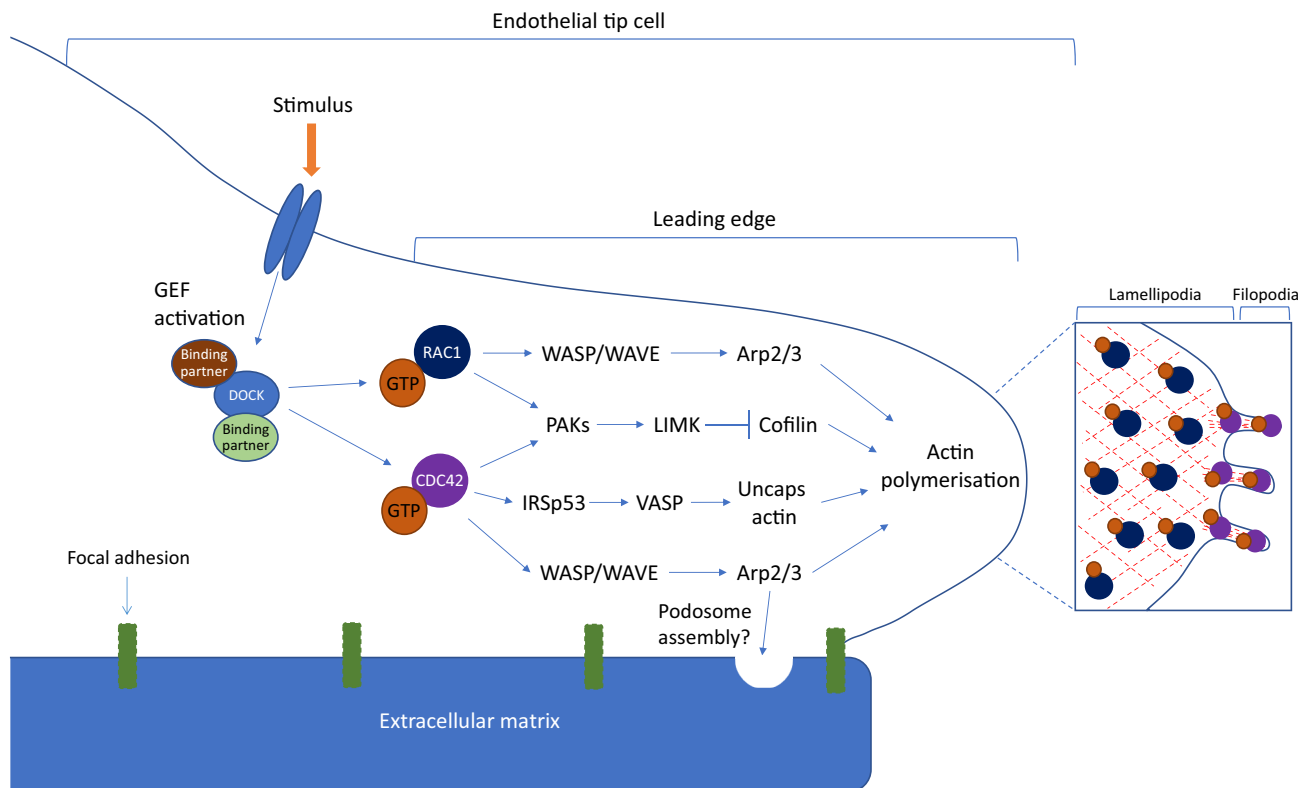 Endothelial tip cell
Stimulus
Leading edge
GEF
activation
Lamellipodia
Filopodia
Binding
partner
DOCK
Binding
partner
RAC1
GTP
WASP/WAVE
Arp2/3
PAKs
LIMK
Cofilin
Actin
polymerisation
CDC42
GTP
IRSp53
VASP
Uncaps
actin
WASP/WAVE
Arp2/3
Focal adhesion
Podosome
assembly?
Extracellular matrix